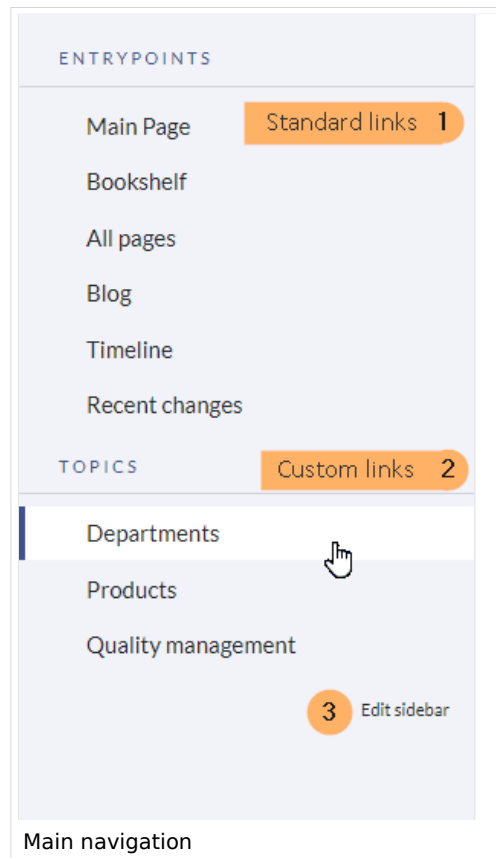 ENTRYPOINTS
Main Page
Standard links 1
Bookshelf
All pages
Blog
Timeline
Recent changes
TOPICS
Custom links 2
Departments
Products
Quality management
3 Edit sidebar
Main navigation